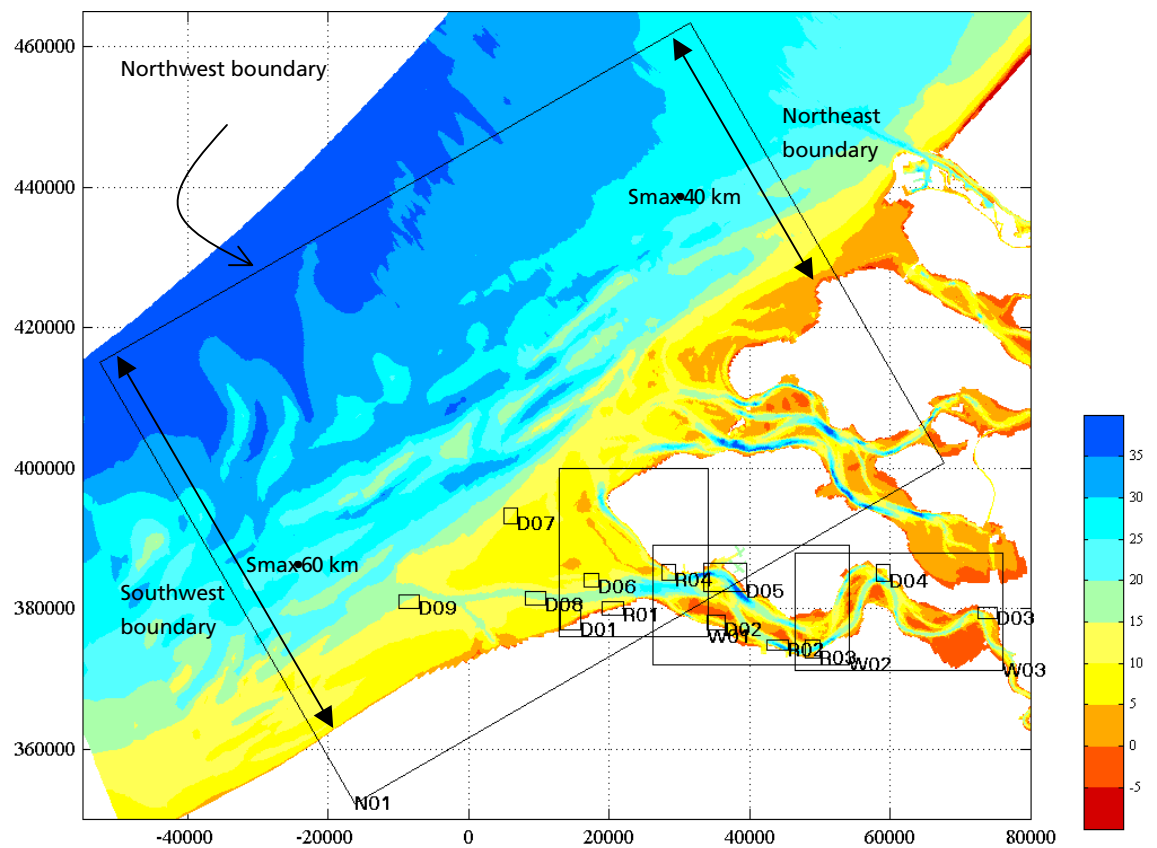 460000
440000
420000
400000
380000
360000
-40000
-20000
0
20000
40000
60000
80000
Northwest boundary
Northeast
boundary
Smax 40 km
Smax 60 km
Southwest
boundary
D07
D06
D09
D08
D01
R01
R04
D05
D02
W01
R02
R03
W02
D04
D03
W03
N01
35
30
25
20
15
10
5
0
-5